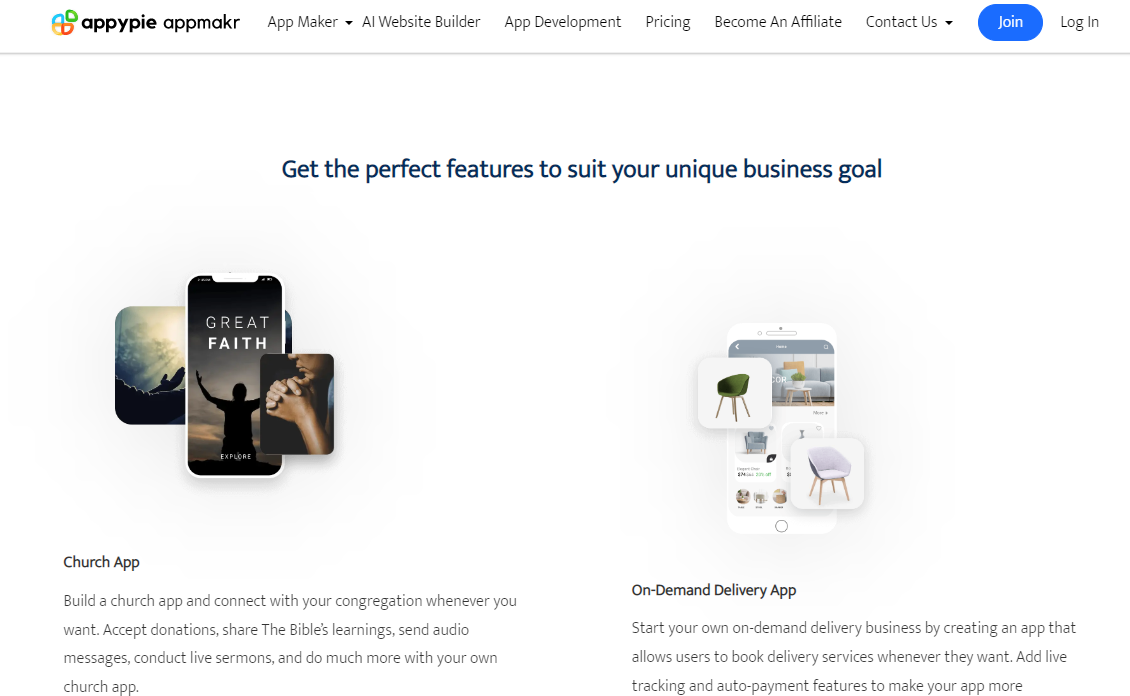 appypie appmakr
App Maker
AI Website Builder
App Development
Pricing
Become An Affiliate
Contact Us
Join
Log In
Get the perfect features to suit your unique business goal
GREAT
FAITH
EXPLORE
More
Church App
Build a church app and connect with your congregation whenever you
want. Accept donations, share The Bible's learnings, send audio
messages, conduct live sermons, and do much more with your own
church app.
On-Demand Delivery App
Start your own on-demand delivery business by creating an app that
allows users to book delivery services whenever they want. Add live
tracking and auto-payment features to make your app more